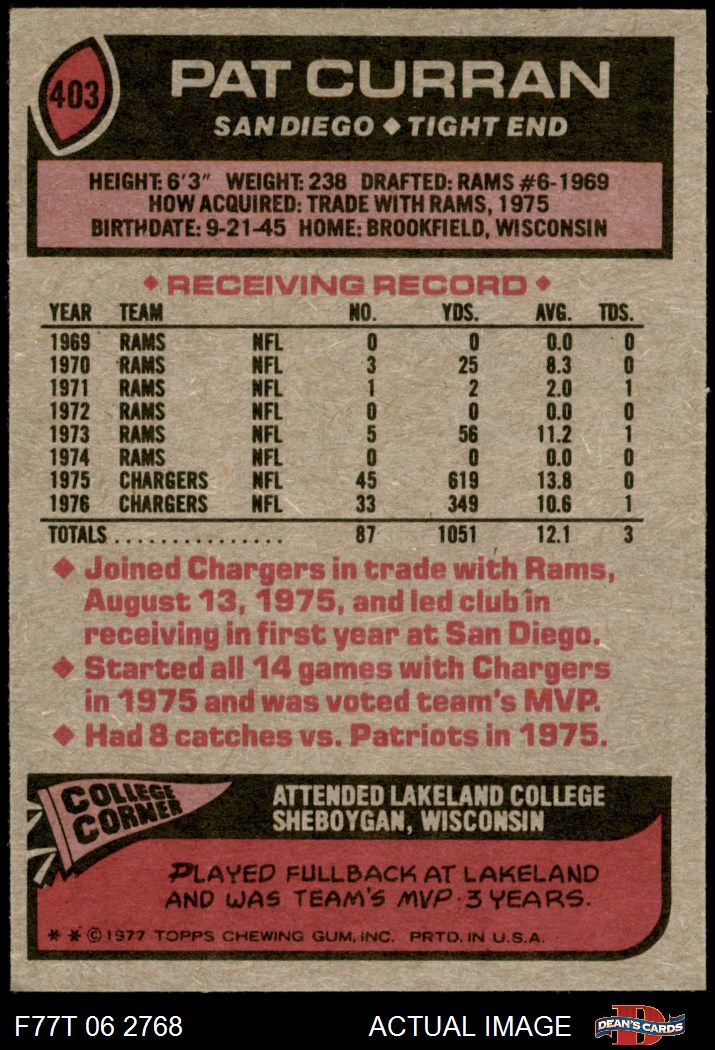 403
PAT CURRAN
SAN DIEGO ◆ TIGHT END
HEIGHT: 6'3" WEIGHT: 238 DRAFTED: RAMS #6-1969
HOW ACQUIRED: TRADE WITH RAMS, 1975
BIRTHDATE: 9-21-45 HOME: BROOKFIELD, WISCONSIN
◆ RECEIVING RECORD ◆
YEAR TEAM NO. YDS. AVG. TDS.
1969 RAMS NFL 0 0 0.0 0
1970 RAMS NFL 3 25 8.3 0
1971 RAMS NFL 1 2 2.0 1
1972 RAMS NFL 0 0 0.0 0
1973 RAMS NFL 5 56 11.2 1
1974 RAMS NFL 0 0 0.0 0
1975 CHARGERS NFL 45 619 13.8 0
1976 CHARGERS NFL 33 349 10.6 1
TOTALS ............... 87 1051 12.1 3
◆ Joined Chargers in trade with Rams,
August 13, 1975, and led club in
receiving in first year at San Diego.
◆ Started all 14 games with Chargers
in 1975 and was voted team's MVP.
◆ Had 8 catches vs. Patriots in 1975.
COLLEGE
CORNER
ATTENDED LAKELAND COLLEGE
SHEBOYGAN, WISCONSIN
PLAYED FULLBACK AT LAKELAND
AND WAS TEAM'S MVP 3 YEARS.
* * © 1977 TOPPS CHEWING GUM, INC. PRTD. IN U.S.A.
F77T 06 2768 ACTUAL IMAGE D DEAN'S CARDS